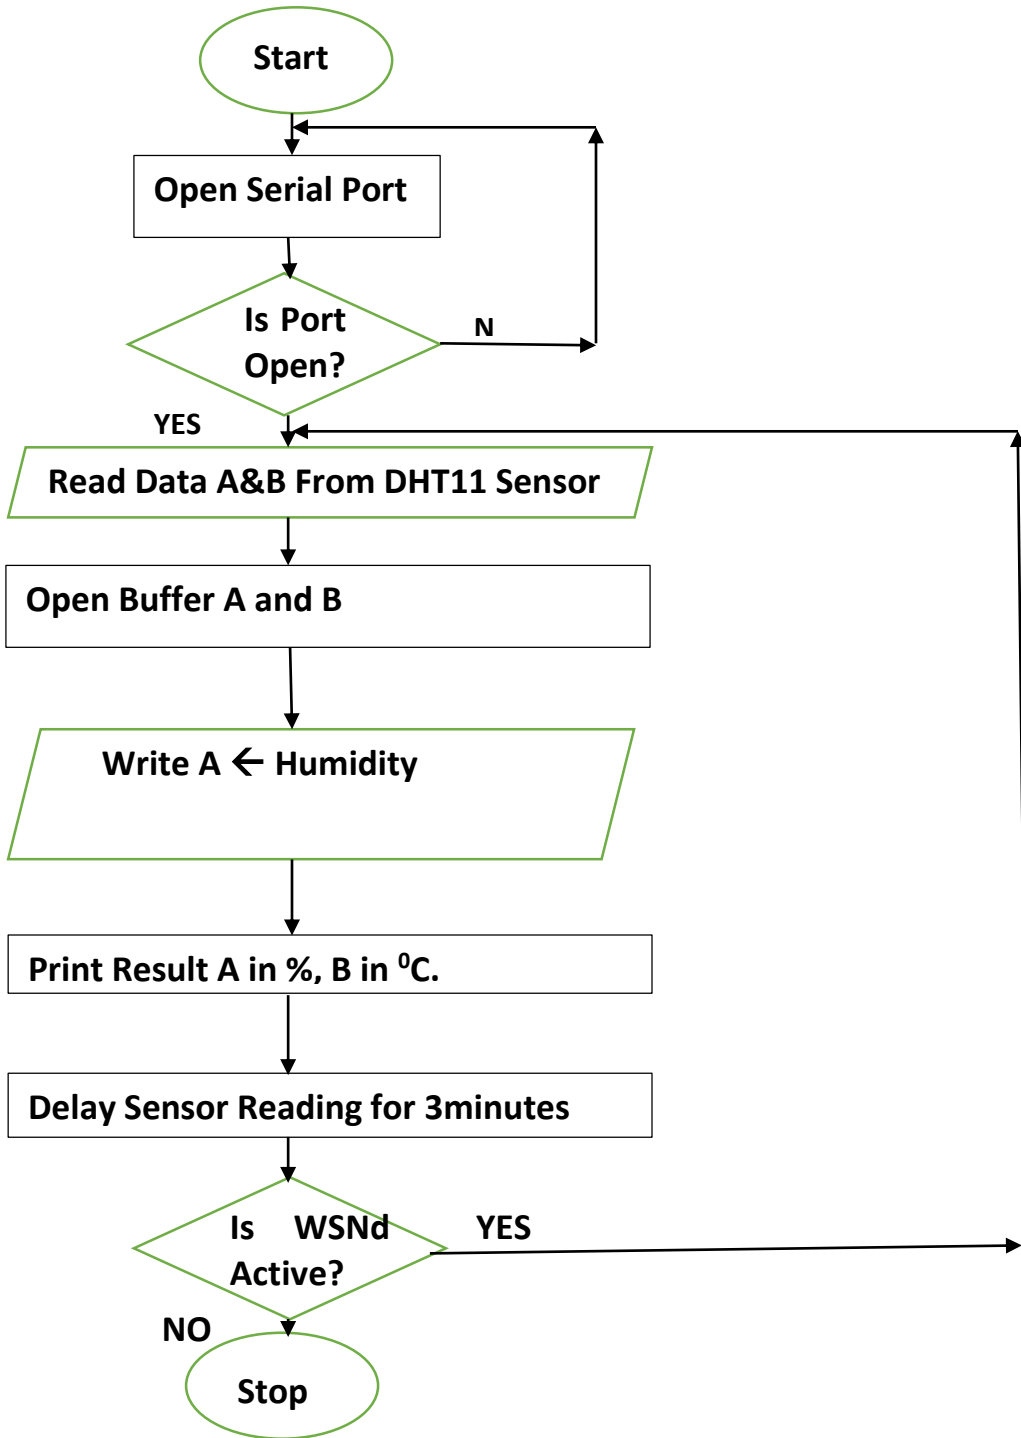 Start
Open Serial Port
Is Port
Open?
N
YES
Read Data A&B From DHT11 Sensor
Open Buffer A and B
Write A ← Humidity
Print Result A in %, B in ⁰C.
Delay Sensor Reading for 3minutes
Is WSNd
Active?
YES
NO
Stop